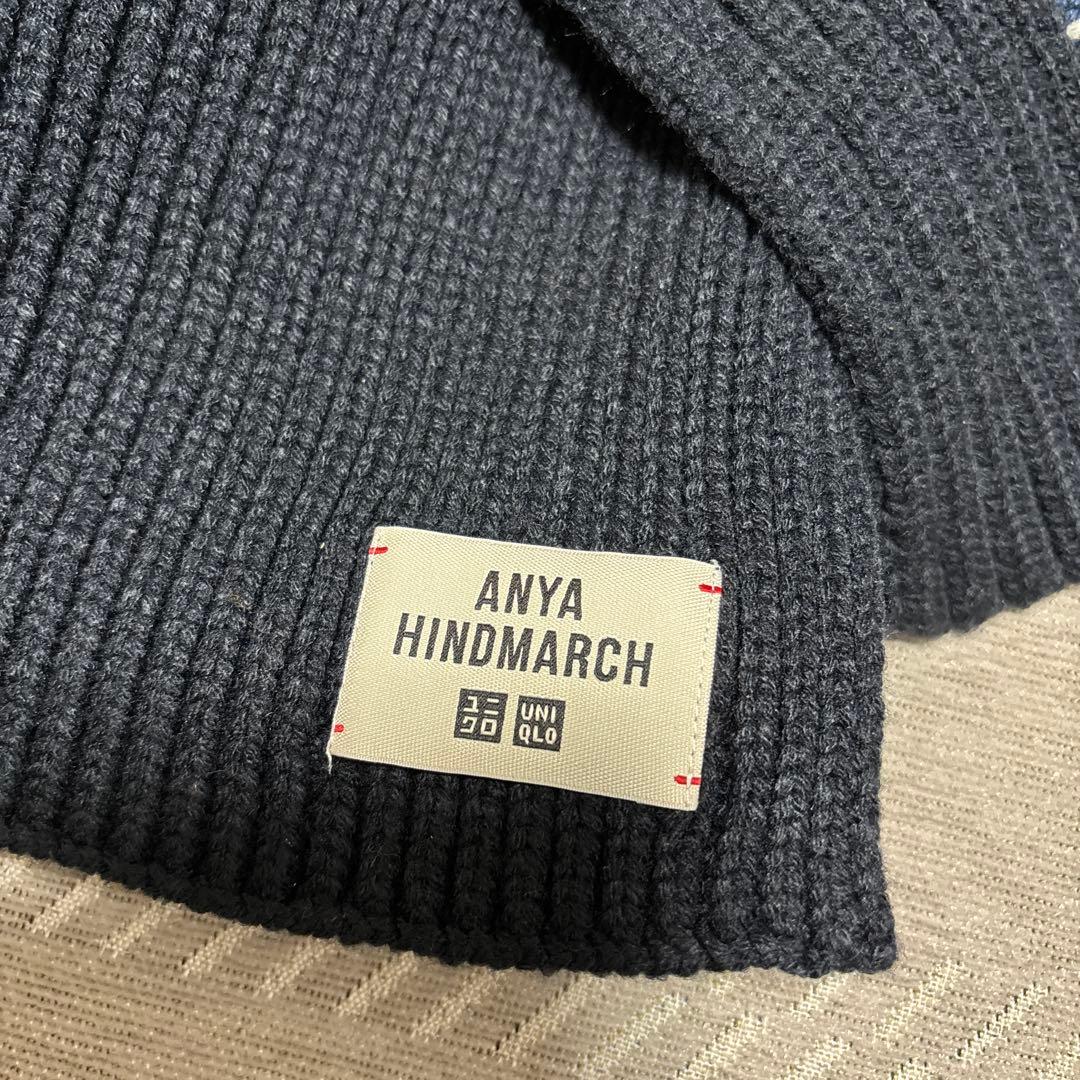 ANYA
HINDMARCH
ユニ UNI
クロ QLO